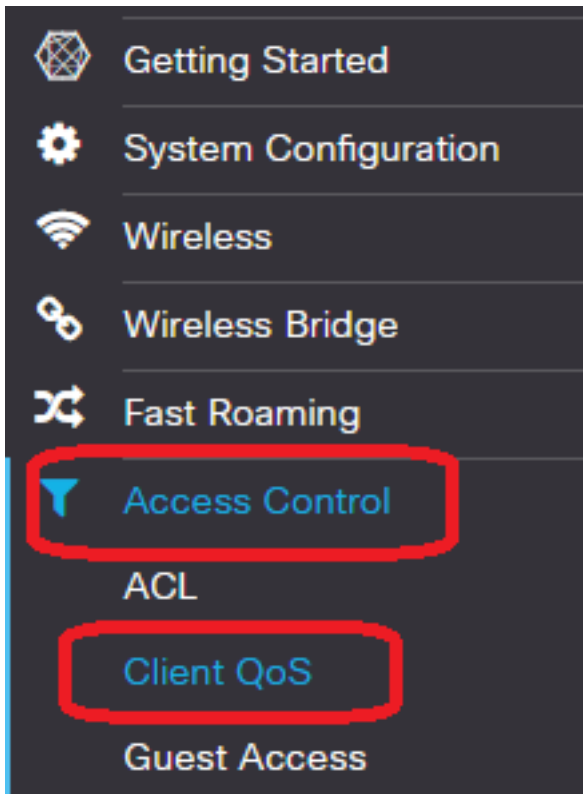 Getting Started
System Configuration
Wireless
Wireless Bridge
Fast Roaming
Access Control
ACL
Client QoS
Guest Access